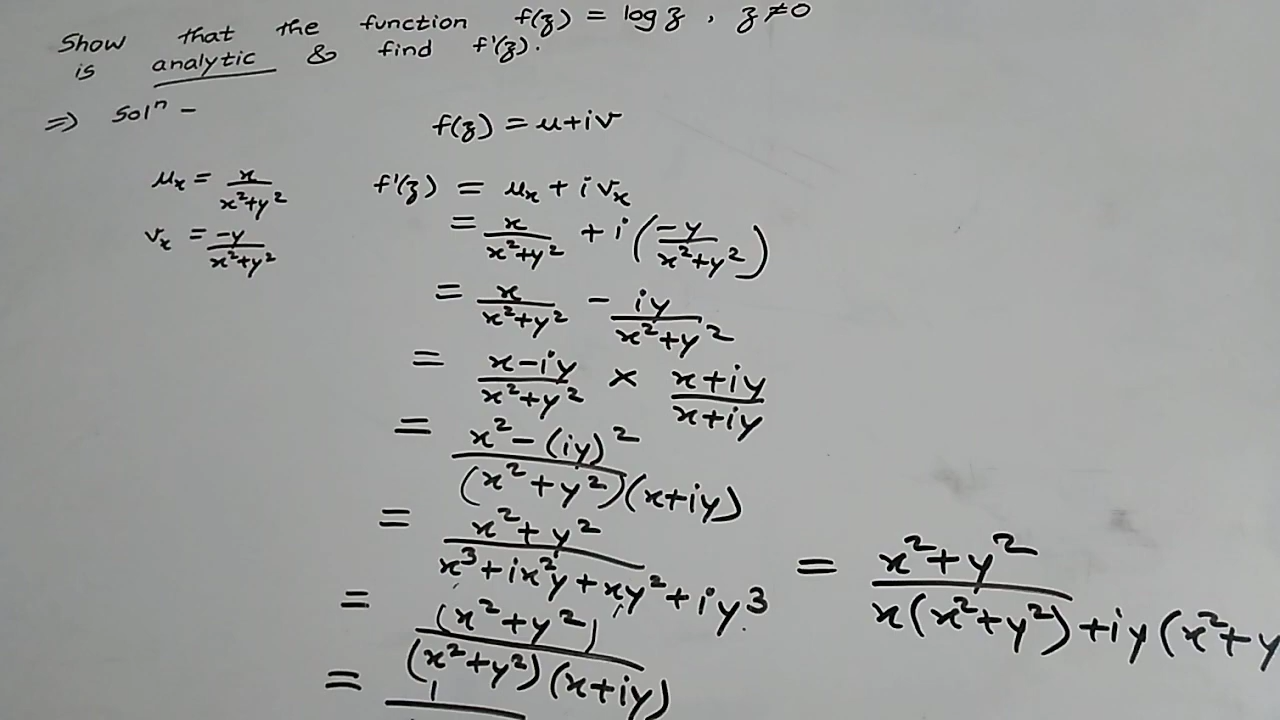 Show that the function f(z) = log z , z ≠ 0
is analytic & find f'(z).
⇒ Solⁿ -
f(z) = u+iv
uₓ = x/(x²+y²)
vₓ = -y/(x²+y²)
f'(z) = uₓ + i vₓ
= x/(x²+y²) + i(-y/(x²+y²))
= x/(x²+y²) - iy/(x²+y²)
= (x-iy)/(x²+y²) × (x+iy)/(x+iy)
= (x² - (iy)²)/((x²+y²)(x+iy))
= (x²+y²)/(x³+ix²y+xy²+iy³) = (x²+y²)/(x(x²+y²)+iy(x²+y
= (x²+y²)/((x²+y²)(x+iy))
= 1